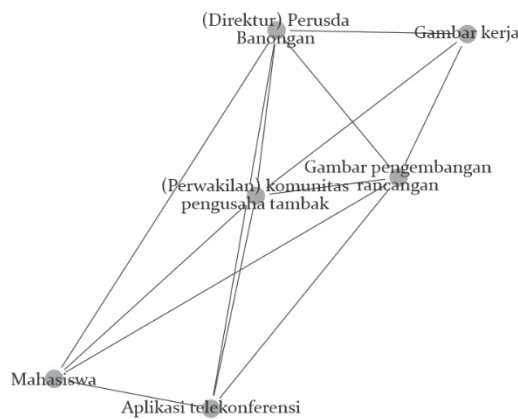 (Direktur) Perusda
Banongan
Gambar kerja
Gambar pengembangan
rancangan
(Perwakilan) komunitas
pengusaha tambak
Mahasiswa
Aplikasi telekonferensi